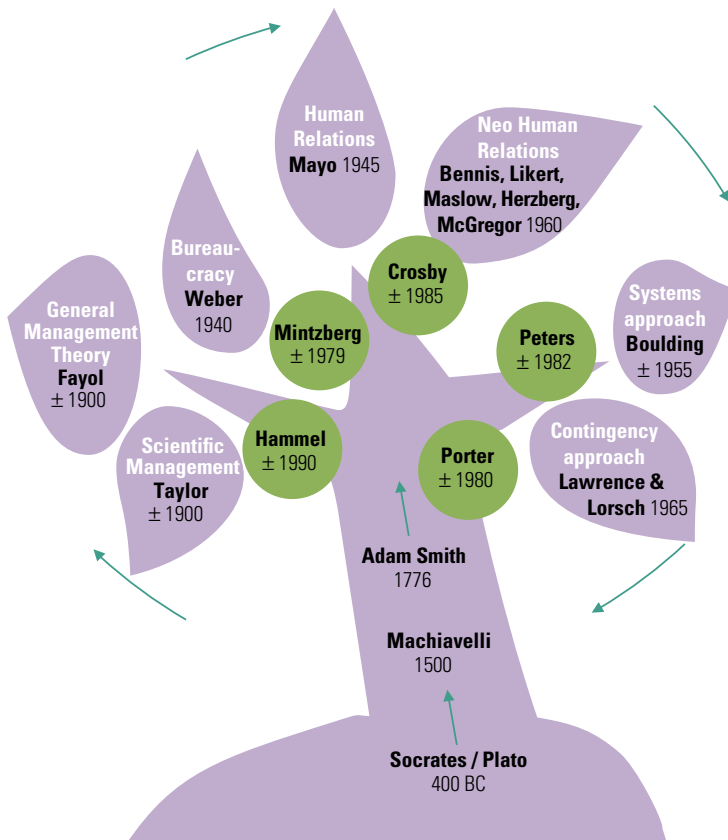 Human
Relations
Mayo 1945
Neo Human
Relations
Bennis, Likert,
Maslow, Herzberg,
McGregor 1960
Bureau-
cracy
Weber
1940
Crosby
± 1985
General
Management
Theory
Fayol
± 1900
Mintzberg
± 1979
Peters
± 1982
Systems
approach
Boulding
± 1955
Scientific
Management
Taylor
± 1900
Hammel
± 1990
Porter
± 1980
Contingency
approach
Lawrence &
Lorsch 1965
Adam Smith
1776
Machiavelli
1500
Socrates / Plato
400 BC